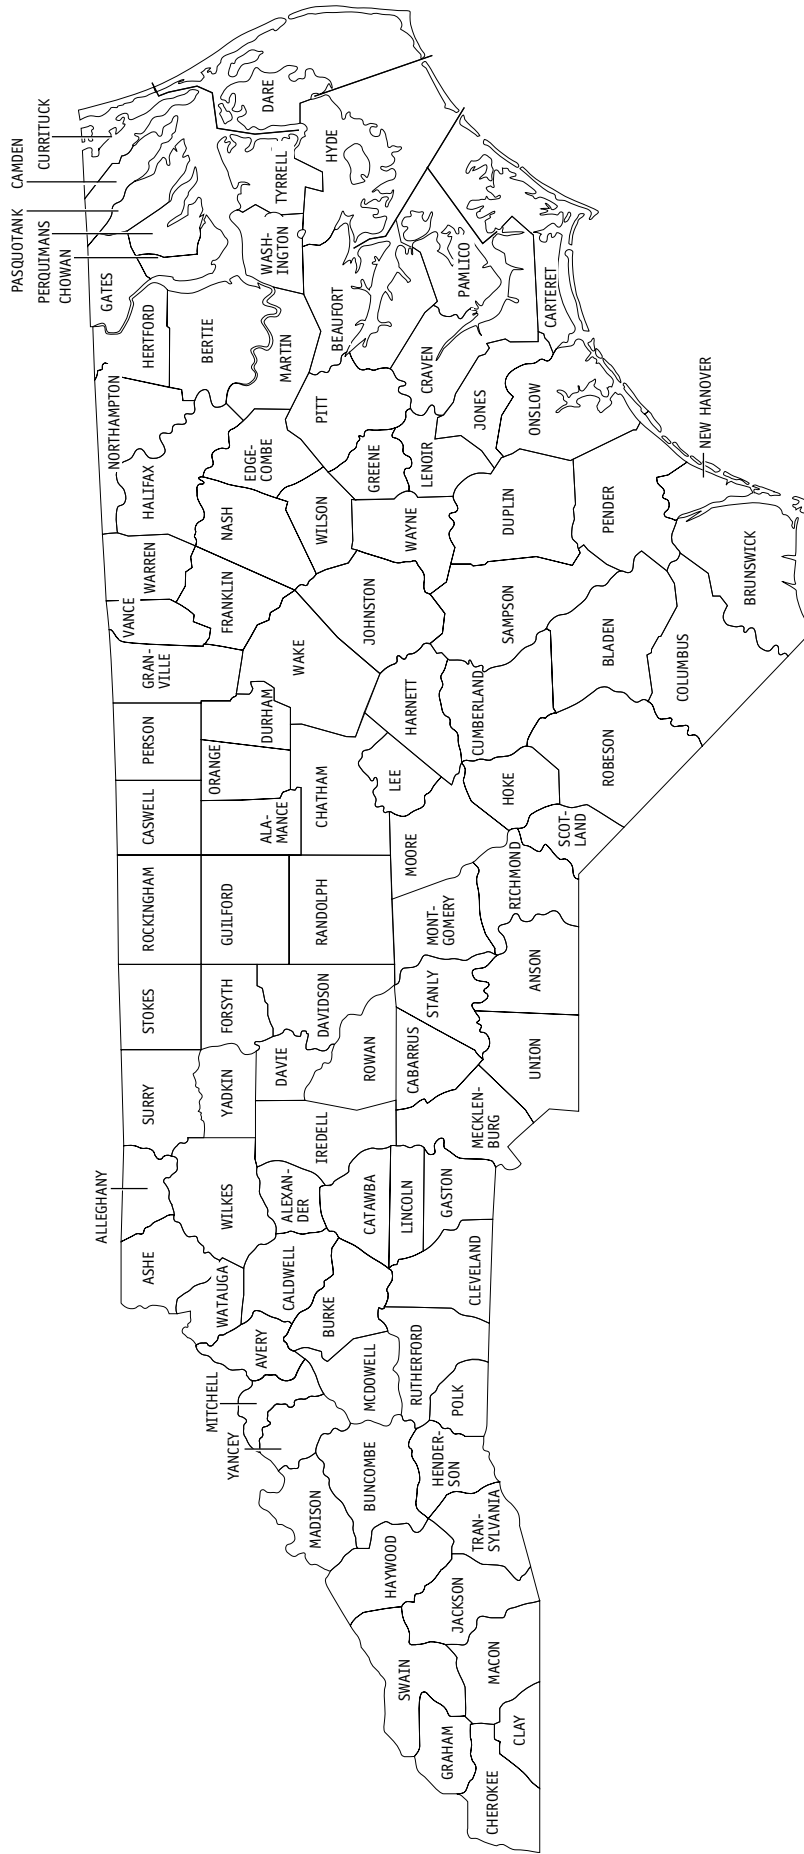 CURRITUCK
CAMDEN
PASQUOTANK
PERQUIMANS
CHOWAN
GATES
HERTFORD
NORTHAMPTON
HALIFAX
WARREN
VANCE
GRAN-
VILLE
PERSON
CASWELL
ROCKINGHAM
STOKES
SURRY
ALLEGHANY
ASHE
WATAUGA
WILKES
YADKIN
FORSYTH
GUILFORD
ALA-
MANCE
ORANGE
DURHAM
FRANKLIN
NASH
EDGE-
COMBE
BERTIE
MARTIN
WASH-
INGTON
TYRRELL
DARE
HYDE
BEAUFORT
PITT
WILSON
WAKE
CHATHAM
RANDOLPH
DAVIDSON
DAVIE
IREDELL
ALEXAN-
DER
CALDWELL
AVERY
MITCHELL
YANCEY
MADISON
BUNCOMBE
MCDOWELL
BURKE
CATAWBA
LINCOLN
ROWAN
CABARRUS
STANLY
MONT-
GOMERY
MOORE
LEE
HARNETT
JOHNSTON
WAYNE
GREENE
LENOIR
CRAVEN
PAMLICO
CARTERET
JONES
ONSLOW
DUPLIN
SAMPSON
CUMBERLAND
HOKE
RICHMOND
SCOT-
LAND
ANSON
UNION
MECKLEN-
BURG
GASTON
CLEVELAND
RUTHERFORD
POLK
HENDER-
SON
TRAN-
SYLVANIA
HAYWOOD
JACKSON
SWAIN
MACON
GRAHAM
CLAY
CHEROKEE
ROBESON
BLADEN
COLUMBUS
PENDER
NEW HANOVER
BRUNSWICK